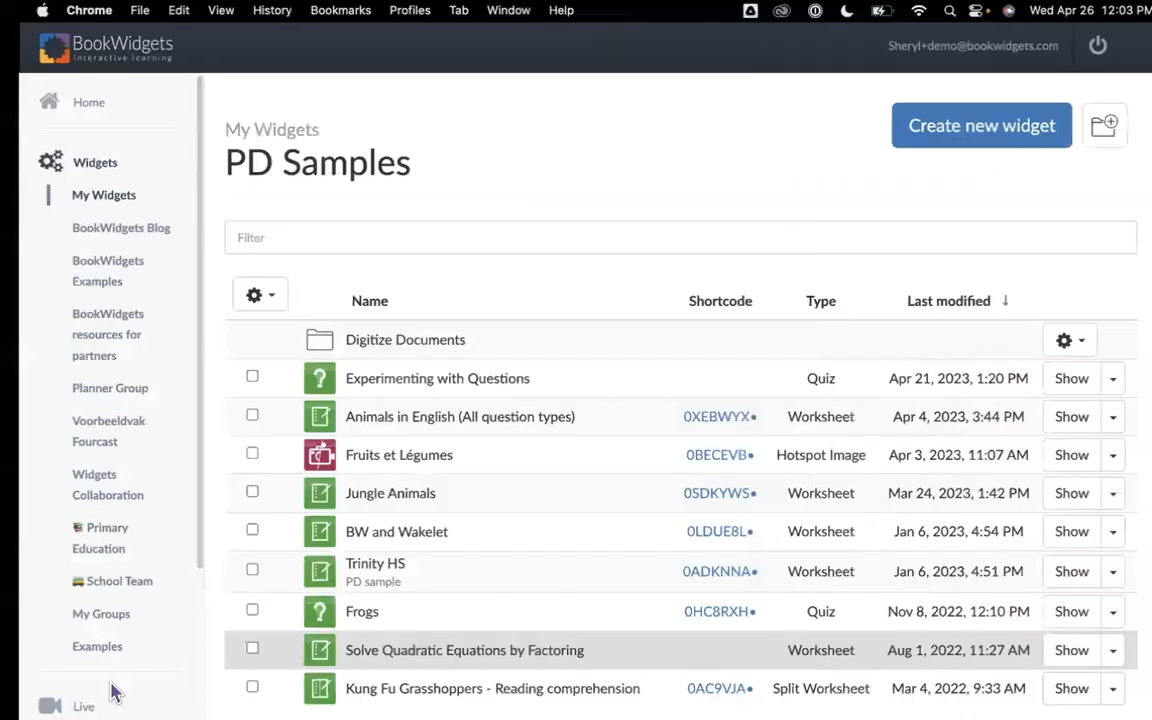 Chrome File Edit View History Bookmarks Profiles Tab Window Help Wed Apr 26 12:03 PM
BookWidgets
interactive learning
Sheryl+demo@bookwidgets.com
Home
Widgets
My Widgets
BookWidgets Blog
BookWidgets
Examples
BookWidgets
resources for
partners
Planner Group
Voorbeeldvak
Fourcast
Widgets
Collaboration
Primary
Education
School Team
My Groups
Examples
Live
My Widgets
PD Samples
Create new widget
Filter
Name Shortcode Type Last modified ↓
Digitize Documents
Experimenting with Questions Quiz Apr 21, 2023, 1:20 PM Show
Animals in English (All question types) 0XEBWYX• Worksheet Apr 4, 2023, 3:44 PM Show
Fruits et Légumes 0BECEVB• Hotspot Image Apr 3, 2023, 11:07 AM Show
Jungle Animals 0SDKYWS• Worksheet Mar 24, 2023, 1:42 PM Show
BW and Wakelet 0LDUE8L• Worksheet Jan 6, 2023, 4:54 PM Show
Trinity HS 0ADKNNA• Worksheet Jan 6, 2023, 4:51 PM Show
PD sample
Frogs 0HC8RXH• Quiz Nov 8, 2022, 12:10 PM Show
Solve Quadratic Equations by Factoring Worksheet Aug 1, 2022, 11:27 AM Show
Kung Fu Grasshoppers - Reading comprehension 0AC9VJA• Split Worksheet Mar 4, 2022, 9:33 AM Show